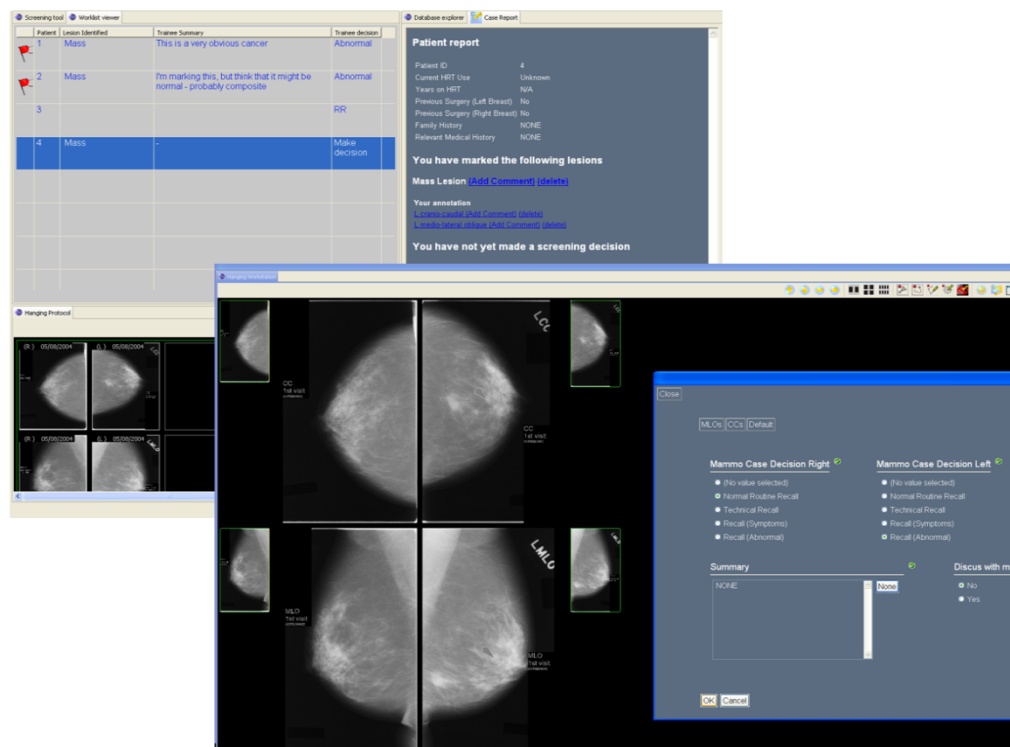 Screening tool Worklist viewer
Patient Lesion Identified Trainee Summary Trainee decision
1 Mass This is a very obvious cancer Abnormal
2 Mass I'm marking this, but think that it might be Abnormal
normal - probably composite
3 RR
4 Mass - Make
decision
Database explorer Case Report
Patient report
Patient ID 4
Current HRT Use Unknown
Years on HRT N/A
Previous Surgery (Left Breast) No
Previous Surgery (Right Breast) No
Family History NONE
Relevant Medical History NONE
You have marked the following lesions
Mass Lesion (Add Comment) (delete)
Your annotation
L cranio-caudal (Add Comment) (delete)
L medio-lateral oblique (Add Comment) (delete)
You have not yet made a screening decision
Hanging Protocol
(R) 05/08/2004 (L) 05/08/2004 LCC
(R) 05/08/2004 (L) 05/08/2004 LMLO
Hanging Workstation
LCC
CC
1st visit
CC
1st visit
LMLO
MLO
1st visit
MLO
1st visit
Close
MLOs CCs Default
Mammo Case Decision Right
(No value selected)
Normal Routine Recall
Technical Recall
Recall (Symptoms)
Recall (Abnormal)
Mammo Case Decision Left
(No value selected)
Normal Routine Recall
Technical Recall
Recall (Symptoms)
Recall (Abnormal)
Summary
NONE
None
Discus with m
No
Yes
OK Cancel